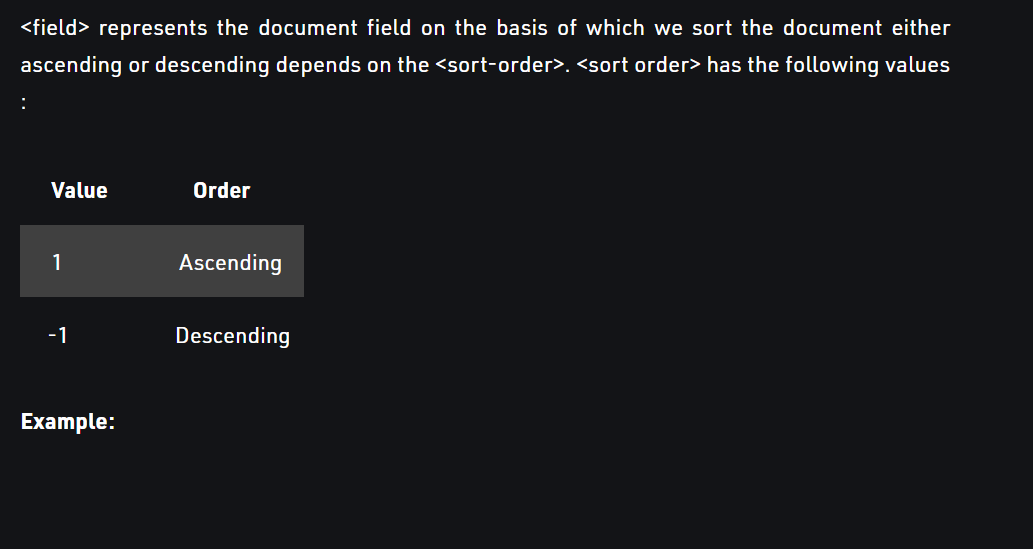 <field> represents the document field on the basis of which we sort the document either
ascending or descending depends on the <sort-order>. <sort order> has the following values
:
Value Order
1 Ascending
-1 Descending
Example: